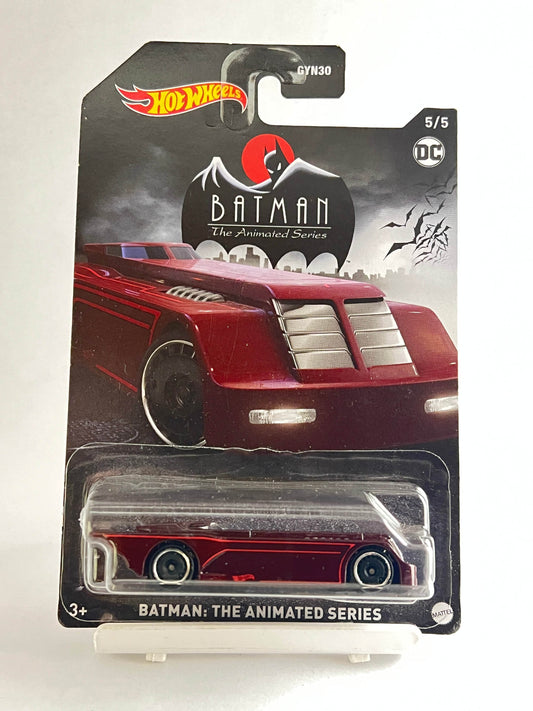 GYN30
HOT WHEELS
5/5
DC
BATMAN
The Animated Series
3+
BATMAN: THE ANIMATED SERIES
MATTEL